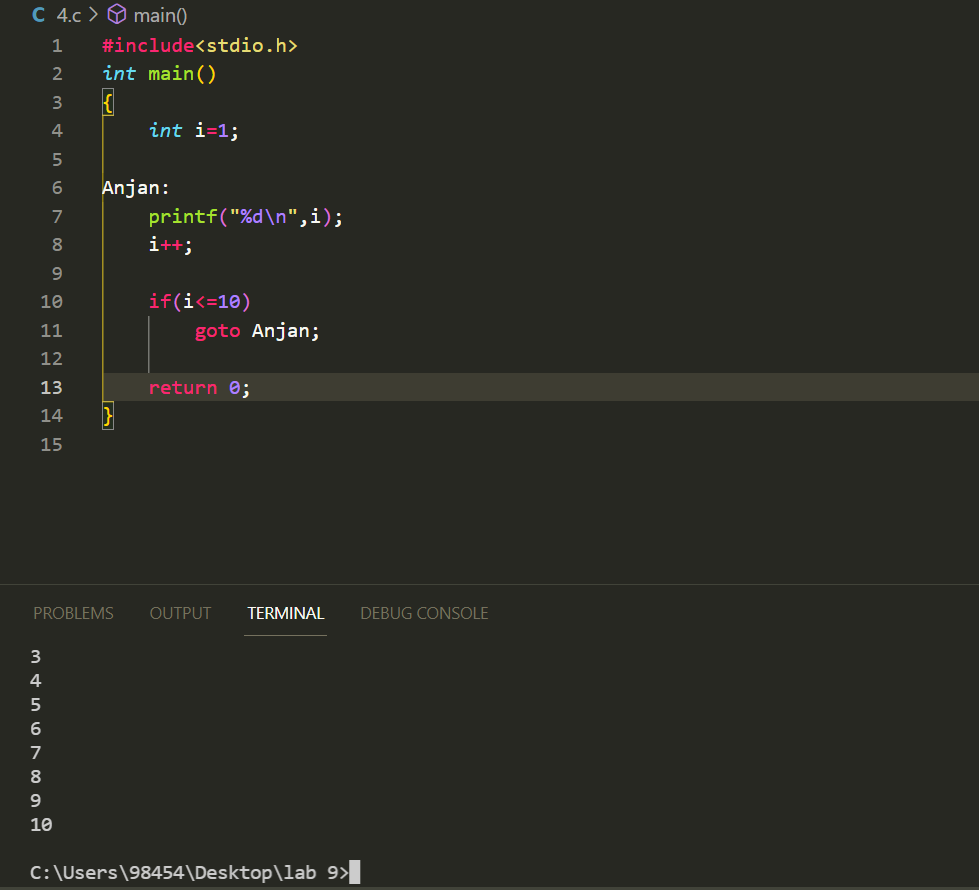 C 4.c > main()
1 #include<stdio.h>
2 int main()
3 {
4     int i=1;
5
6 Anjan:
7     printf("%d\n",i);
8     i++;
9
10     if(i<=10)
11         goto Anjan;
12
13     return 0;
14 }
15
PROBLEMS OUTPUT TERMINAL DEBUG CONSOLE
3
4
5
6
7
8
9
10
C:\Users\98454\Desktop\lab 9>